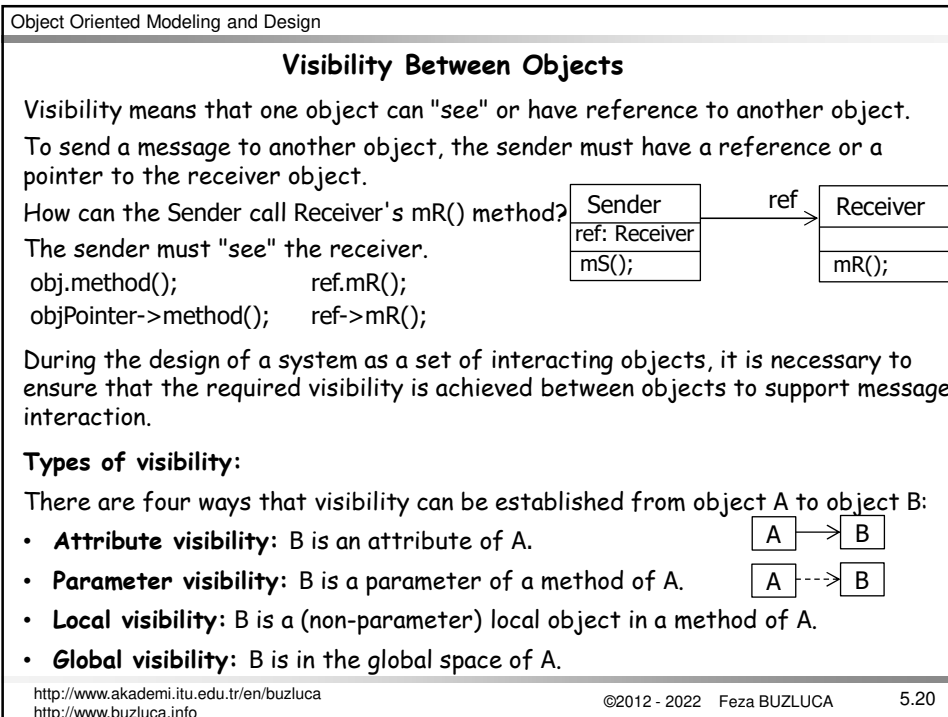 Object Oriented Modeling and Design
Visibility Between Objects
Visibility means that one object can "see" or have reference to another object.
To send a message to another object, the sender must have a reference or a
pointer to the receiver object.
How can the Sender call Receiver's mR() method?
The sender must "see" the receiver.
obj.method(); ref.mR();
objPointer->method(); ref->mR();
Sender
ref: Receiver
mS();
ref
Receiver
mR();
During the design of a system as a set of interacting objects, it is necessary to
ensure that the required visibility is achieved between objects to support message
interaction.
Types of visibility:
There are four ways that visibility can be established from object A to object B:
• Attribute visibility: B is an attribute of A.
A B
• Parameter visibility: B is a parameter of a method of A.
A B
• Local visibility: B is a (non-parameter) local object in a method of A.
• Global visibility: B is in the global space of A.
http://www.akademi.itu.edu.tr/en/buzluca
http://www.buzluca.info
©2012 - 2022 Feza BUZLUCA 5.20